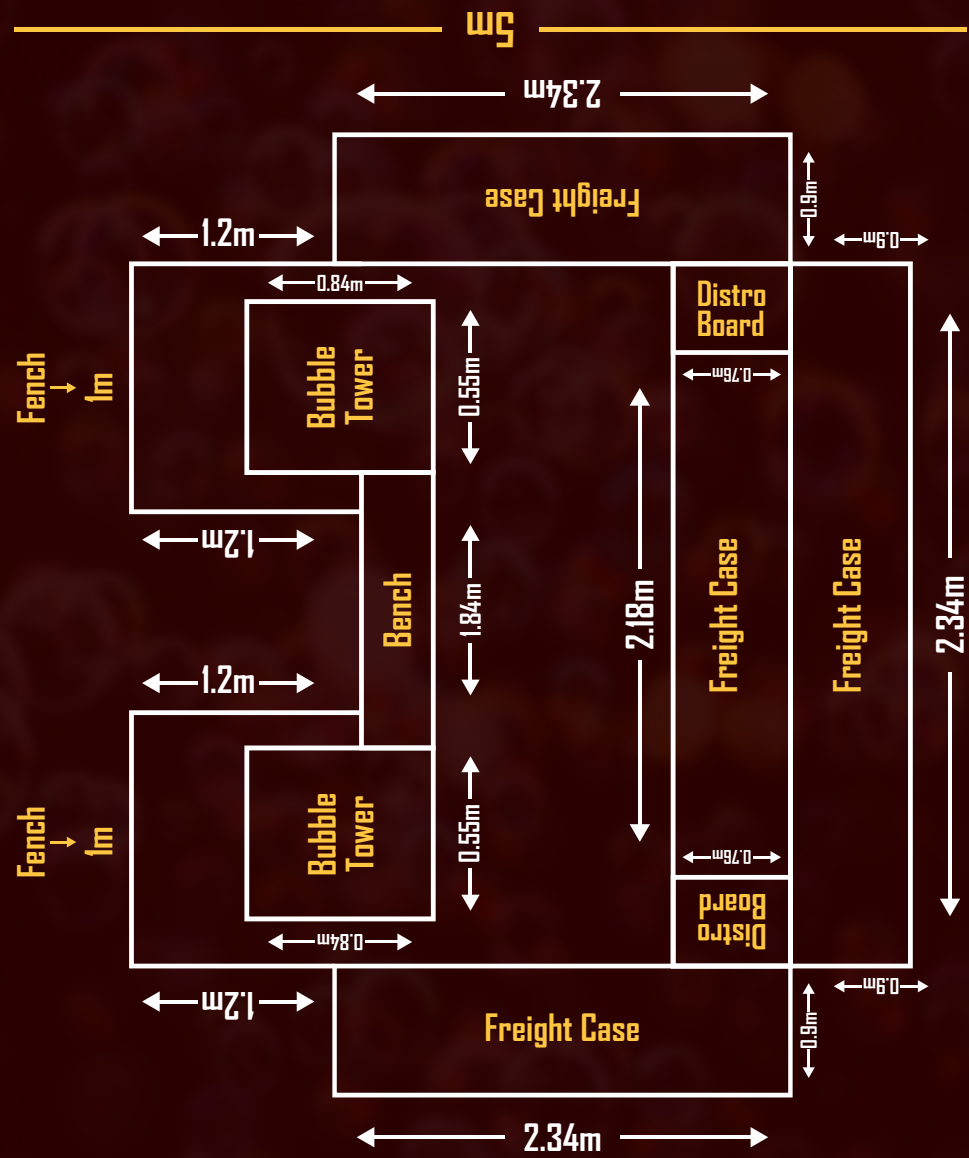 5m
2.34m
Freight Case
0.9m
1.2m
0.9m
0.84m
Distro
Board
Fench
1m
Bubble
Tower
0.55m
0.76m
2.34m
1.2m
Bench
1.84m
2.18m
Freight Case
Freight Case
1.2m
Fench
1m
Bubble
Tower
0.55m
0.76m
Distro
Board
0.84m
1.2m
0.9m
0.9m
Freight Case
2.34m